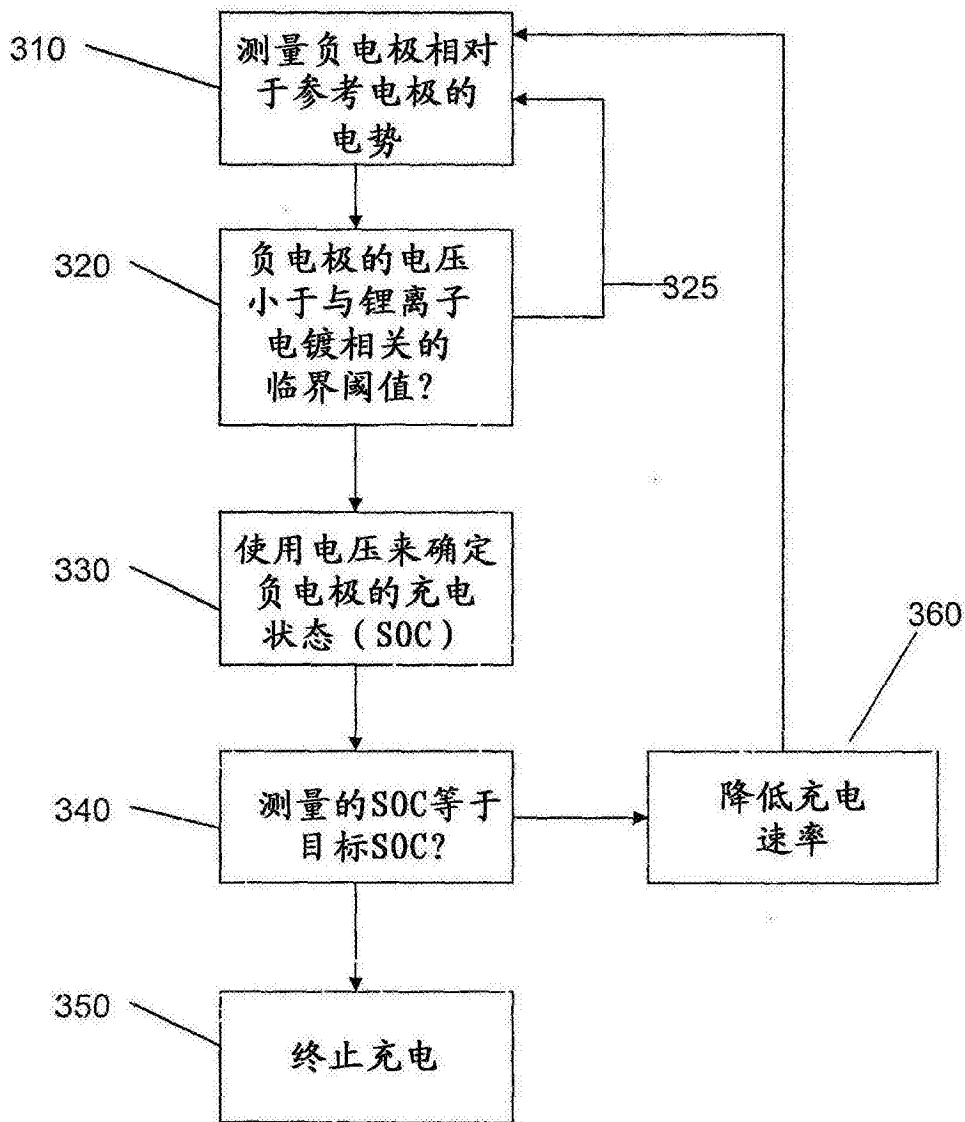 310
测量负电极相对
于参考电极的
电势
320
负电极的电压
小于与锂离子
电镀相关的
临界阈值?
325
330
使用电压来确定
负电极的充电
状态(SOC)
340
测量的SOC等于
目标SOC?
360
降低充电
速率
350
终止充电